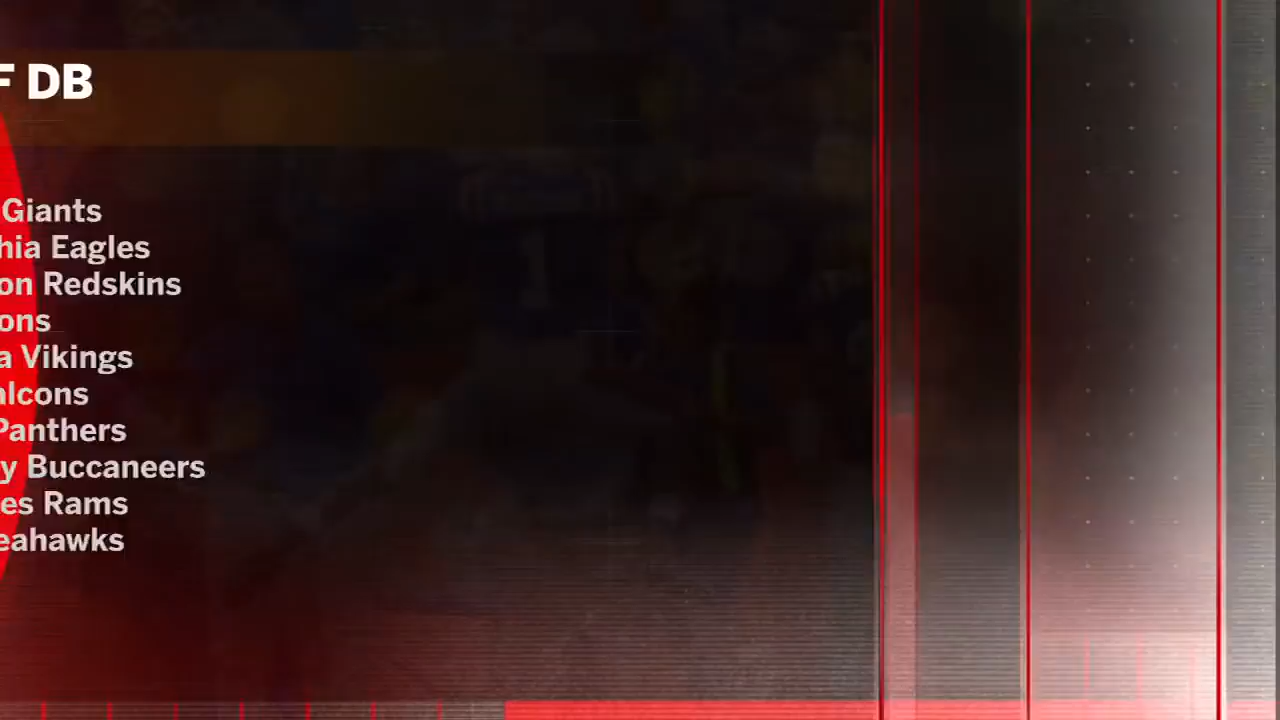 F DB
Giants
hia Eagles
on Redskins
ons
a Vikings
alcons
Panthers
y Buccaneers
es Rams
eahawks